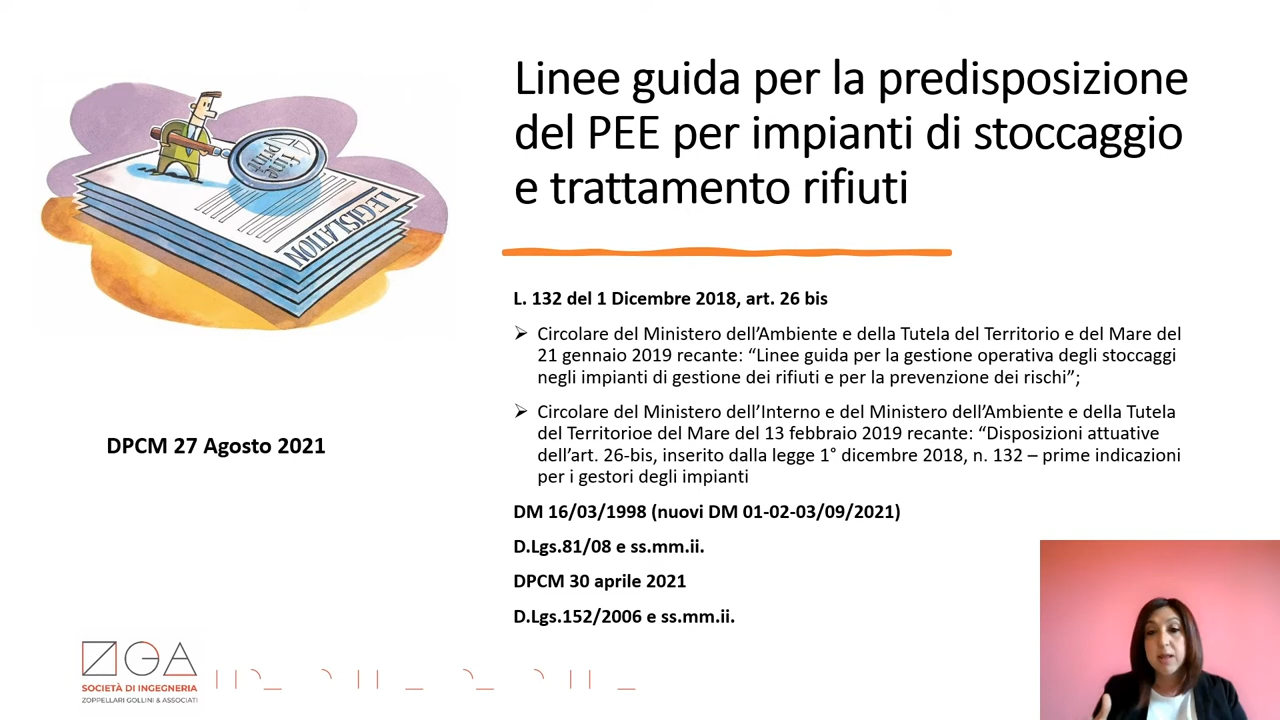 Linee guida per la predisposizione
del PEE per impianti di stoccaggio
e trattamento rifiuti
fine
print
LEGISLATION
L. 132 del 1 Dicembre 2018, art. 26 bis
Circolare del Ministero dell’Ambiente e della Tutela del Territorio e del Mare del
21 gennaio 2019 recante: “Linee guida per la gestione operativa degli stoccaggi
negli impianti di gestione dei rifiuti e per la prevenzione dei rischi”;
Circolare del Ministero dell’Interno e del Ministero dell’Ambiente e della Tutela
del Territorioe del Mare del 13 febbraio 2019 recante: “Disposizioni attuative
dell’art. 26-bis, inserito dalla legge 1° dicembre 2018, n. 132 – prime indicazioni
per i gestori degli impianti
DPCM 27 Agosto 2021
DM 16/03/1998 (nuovi DM 01-02-03/09/2021)
D.Lgs.81/08 e ss.mm.ii.
DPCM 30 aprile 2021
D.Lgs.152/2006 e ss.mm.ii.
ZGA
SOCIETÀ DI INGEGNERIA
ZOPPELLARI GOLLINI & ASSOCIATI